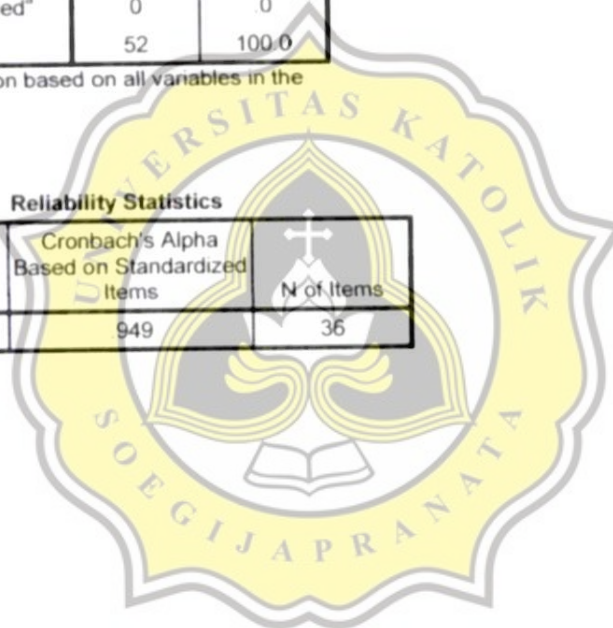 ed" 0 .0
52 100.0
on based on all variables in the
Reliability Statistics
Cronbach's Alpha
Based on Standardized
Items N of Items
.949 36
UNIVERSITAS KATOLIK
SOEGIJAPRANATA